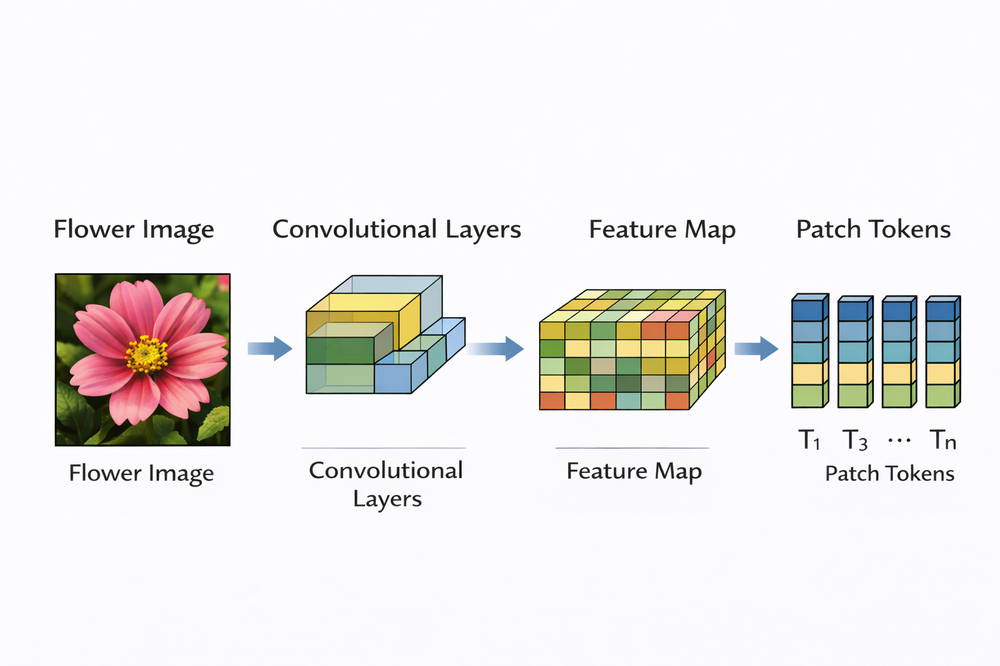 Flower Image
Convolutional Layers
Feature Map
Patch Tokens
T₁ T₃ ⋯ Tn
Flower Image
Convolutional
Layers
Feature Map
Patch Tokens